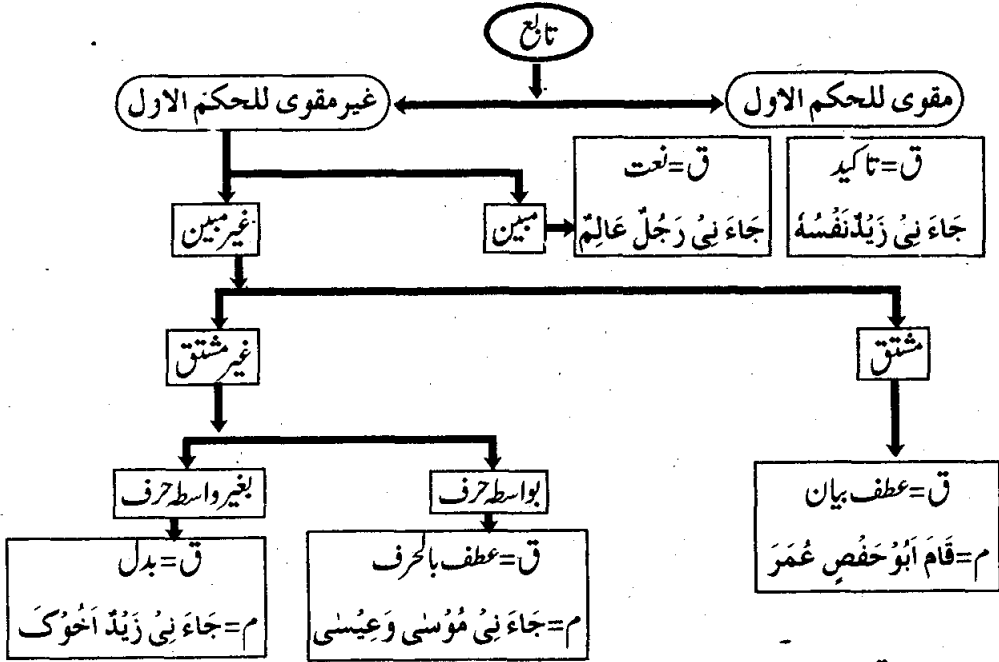 تابع
مقوی للحکم الاول
غیر مقوی للحکم الاول
ق=تاکید
جَاءَ نِیْ زَیْدٌ نَفْسُهٗ
ق=نعت
جَاءَ نِیْ رَجُلٌ عَالِمٌ
مبین
غیر مبین
مشتق
غیر مشتق
ق=عطف بیان
م=قَامَ اَبُوْ حَفْصٍ عُمَرَ
بواسطہ حرف
بغیر واسطہ حرف
ق=عطف بالحرف
م=جَاءَ نِیْ مُوْسٰی وَعِیْسٰی
ق=بدل
م=جَاءَ نِیْ زَیْدٌ اَخُوْکَ